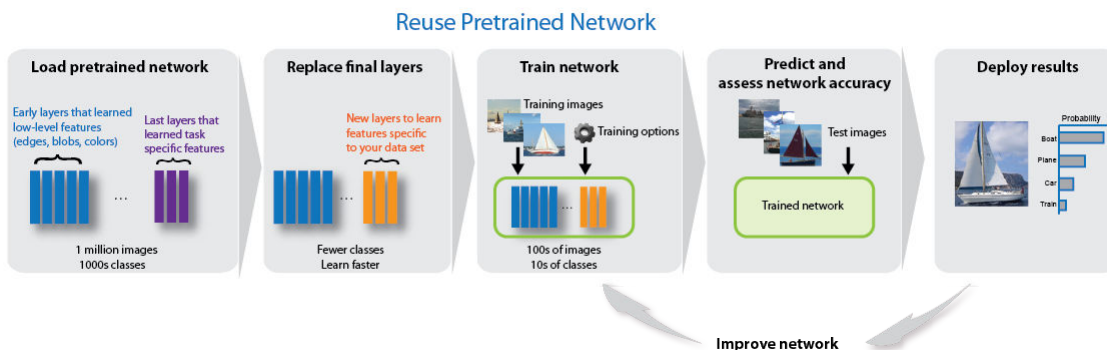 Reuse Pretrained Network
Load pretrained network
Early layers that learned
low-level features
(edges, blobs, colors)
Last layers that
learned task
specific features
...
1 million images
1000s classes
Replace final layers
New layers to learn
features specific
to your data set
...
Fewer classes
Learn faster
Train network
Training images
Training options
...
100s of images
10s of classes
Predict and
assess network accuracy
Test images
Trained network
Deploy results
Probability
Boat
Plane
Car
Train
Improve network